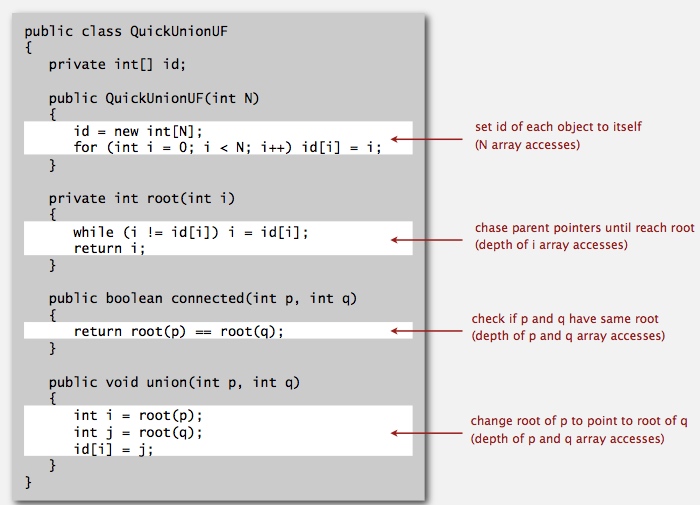 public class QuickUnionUF
{
private int[] id;
public QuickUnionUF(int N)
{
id = new int[N];
for (int i = 0; i < N; i++) id[i] = i;
}
set id of each object to itself
(N array accesses)
private int root(int i)
{
while (i != id[i]) i = id[i];
return i;
}
chase parent pointers until reach root
(depth of i array accesses)
public boolean connected(int p, int q)
{
return root(p) == root(q);
}
check if p and q have same root
(depth of p and q array accesses)
public void union(int p, int q)
{
int i = root(p);
int j = root(q);
id[i] = j;
}
}
change root of p to point to root of q
(depth of p and q array accesses)